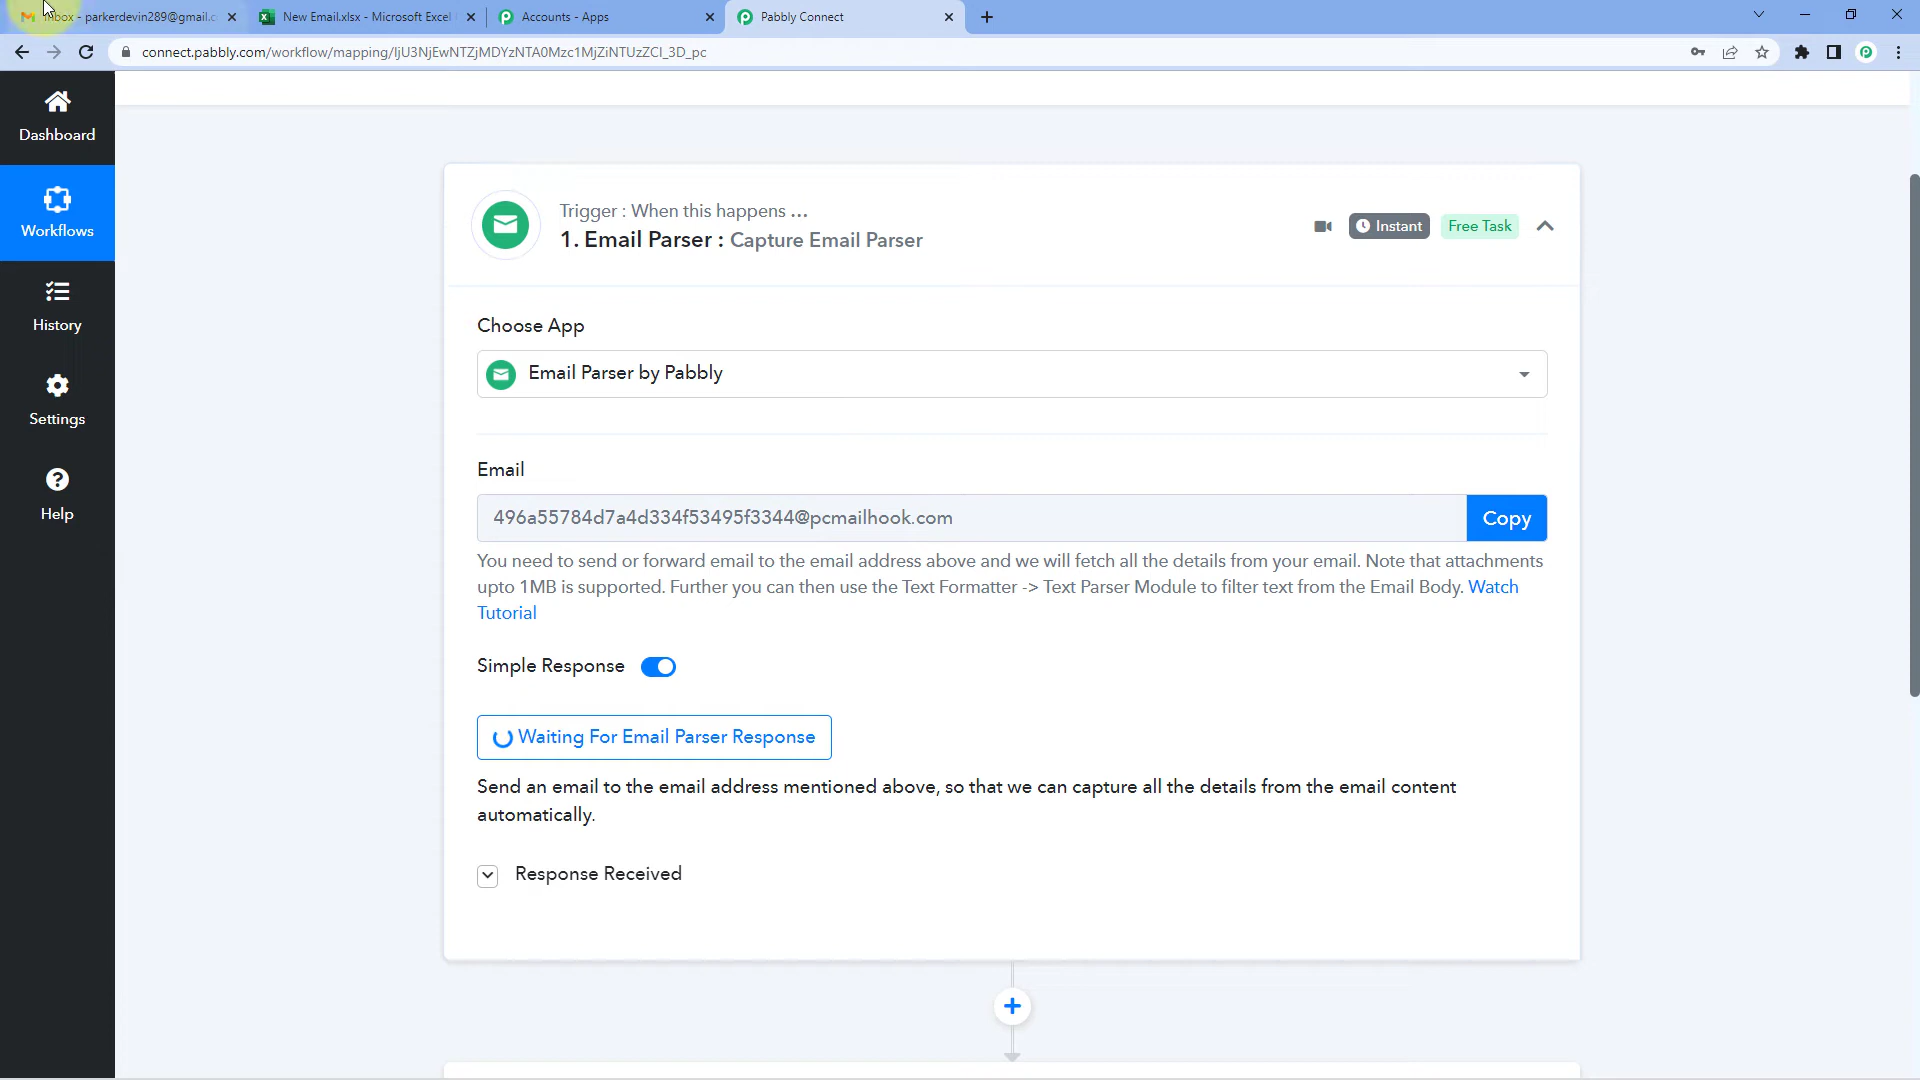 Inbox - parkerdevin289@gmail.c
New Email.xlsx - Microsoft Excel
Accounts - Apps
Pabbly Connect
connect.pabbly.com/workflow/mapping/IjU3NjEwNTZjMDYzNTA0Mzc1MjZiNTUzZCI_3D_pc
Dashboard
Workflows
History
Settings
Help
Trigger : When this happens ...
1. Email Parser : Capture Email Parser
Instant
Free Task
Choose App
Email Parser by Pabbly
Email
496a55784d7a4d334f53495f3344@pcmailhook.com
Copy
You need to send or forward email to the email address above and we will fetch all the details from your email. Note that attachments
upto 1MB is supported. Further you can then use the Text Formatter -> Text Parser Module to filter text from the Email Body. Watch
Tutorial
Simple Response
Waiting For Email Parser Response
Send an email to the email address mentioned above, so that we can capture all the details from the email content
automatically.
Response Received